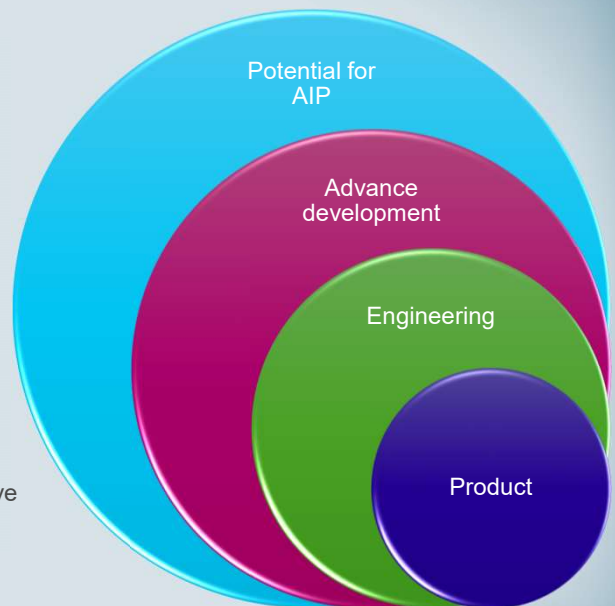 Potential for
AIP
Advance
development
Engineering
Product